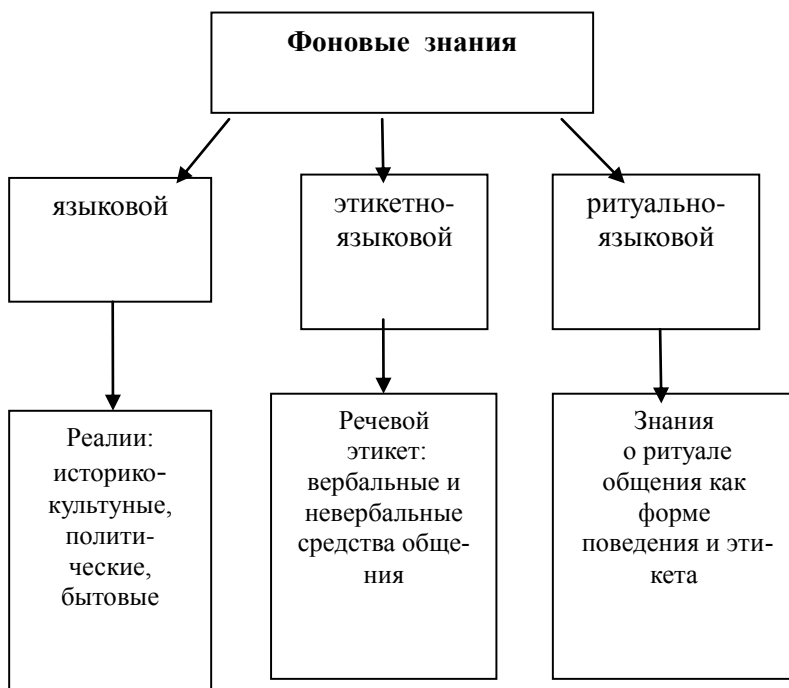 Фоновые знания
языковой
этикетно-
языковой
ритуально-
языковой
Реалии:
историко-
культуные,
полити-
ческие,
бытовые
Речевой
этикет:
вербальные и
невербальные
средства обще-
ния
Знания
о ритуале
общения как
форме
поведения и эти-
кета